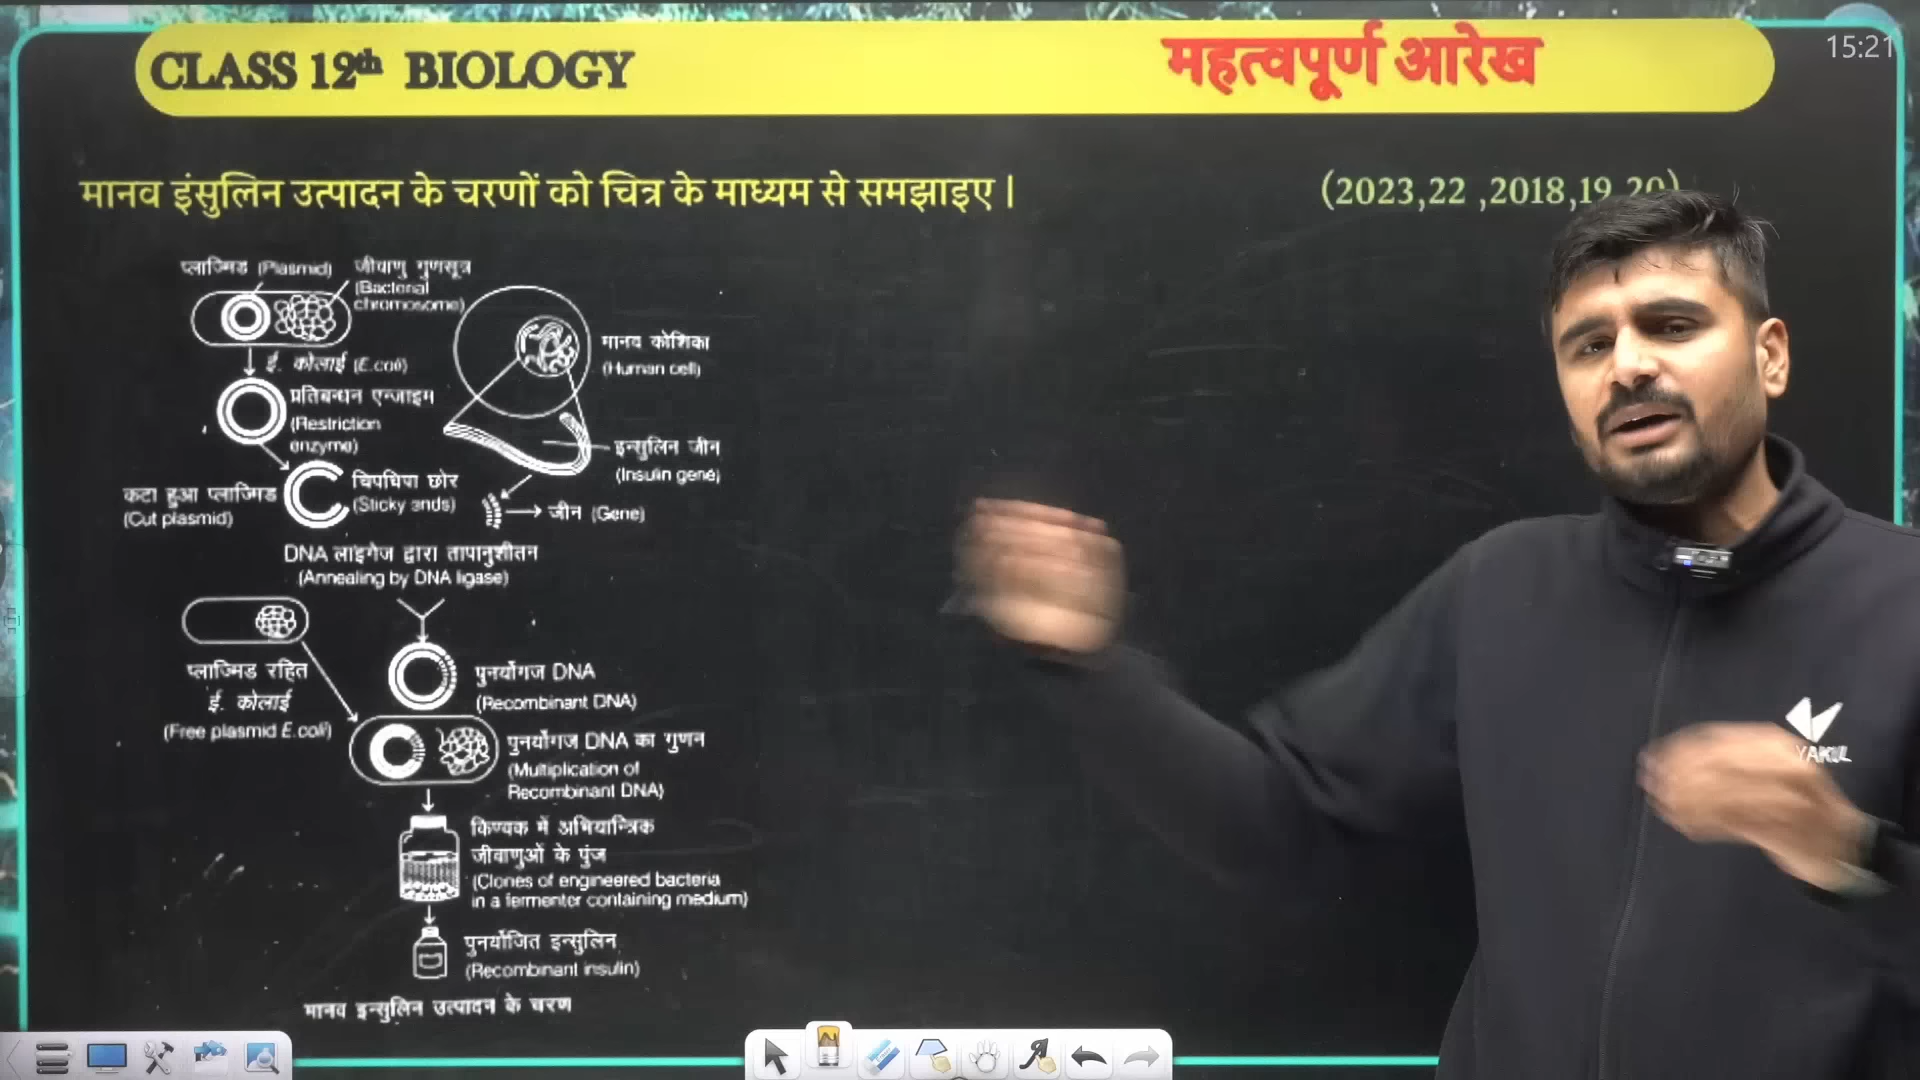 CLASS 12th BIOLOGY
महत्वपूर्ण आरेख
15:21
मानव इंसुलिन उत्पादन के चरणों को चित्र के माध्यम से समझाइए |
(2023,22 ,2018,19,20)
प्लाज्मिड (Plasmid)
जीवाणु गुणसूत्र
(Bacterial
chromosome)
ई. कोलाई (E.coli)
मानव कोशिका
(Human cell)
प्रतिबन्धन एन्जाइम
(Restriction
enzyme)
इन्सुलिन जीन
(Insulin gene)
कटा हुआ प्लाज्मिड
(Cut plasmid)
चिपचिपा छोर
(Sticky ands)
जीन (Gene)
DNA लाइगेज द्वारा तापानुशीतन
(Annealing by DNA ligase)
प्लाज्मिड रहित
ई. कोलाई
(Free plasmid E.coli)
पुनर्योगज DNA
(Recombinant DNA)
पुनर्योगज DNA का गुणन
(Multiplication of
Recombinant DNA)
किण्वक में अभियान्त्रिक
जीवाणुओं के पुंज
(Clones of engineered bacteria
in a fermenter containing medium)
पुनर्योजित इन्सुलिन
(Recombinant insulin)
मानव इन्सुलिन उत्पादन के चरण